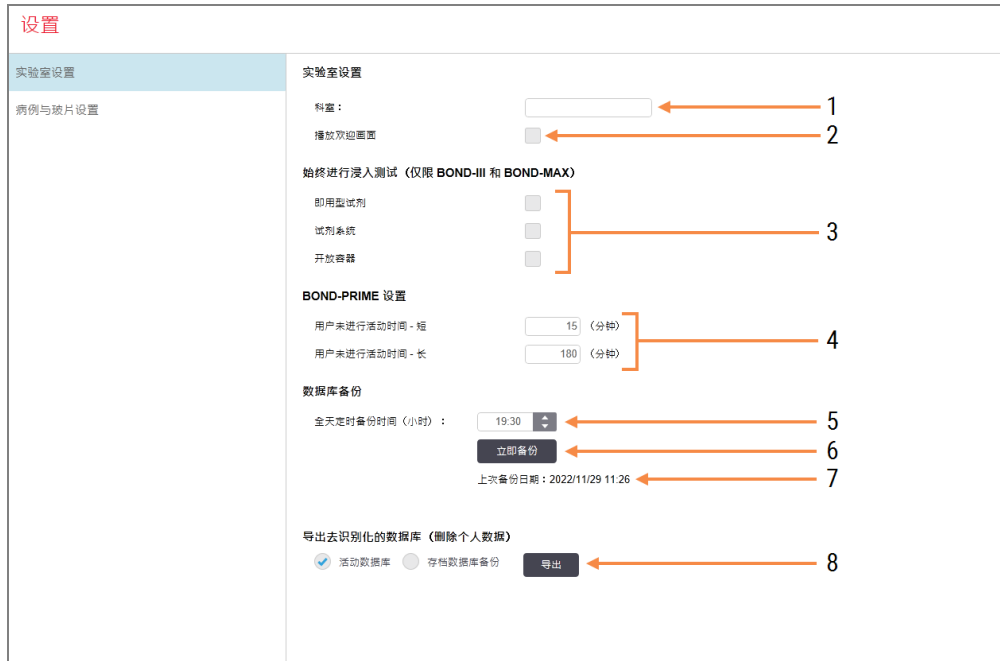 设置
实验室设置
病例与玻片设置
实验室设置
科室：
1
播放欢迎画面
2
始终进行浸入测试（仅限 BOND-III 和 BOND-MAX）
即用型试剂
试剂系统
开放容器
3
BOND-PRIME 设置
用户未进行活动时间 - 短 15 （分钟）
用户未进行活动时间 - 长 180 （分钟）
4
数据库备份
全天定时备份时间（小时）： 19:30
5
立即备份
6
上次备份日期：2022/11/29 11:26
7
导出去识别化的数据库（删除个人数据）
活动数据库 存档数据库备份 导出
8